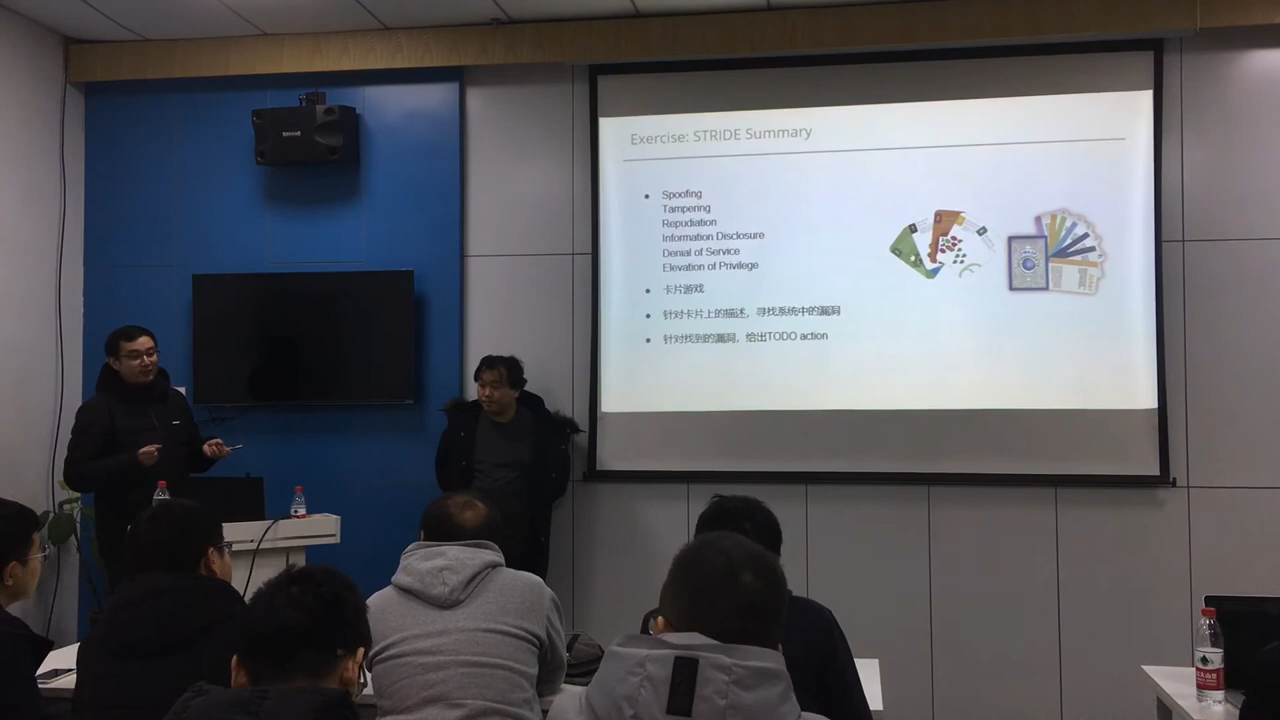 Exercise: STRIDE Summary
Spoofing
Tampering
Repudiation
Information Disclosure
Denial of Service
Elevation of Privilege
卡片游戏
针对卡片上的描述，寻找系统中的漏洞
针对找到的漏洞，给出TODO action